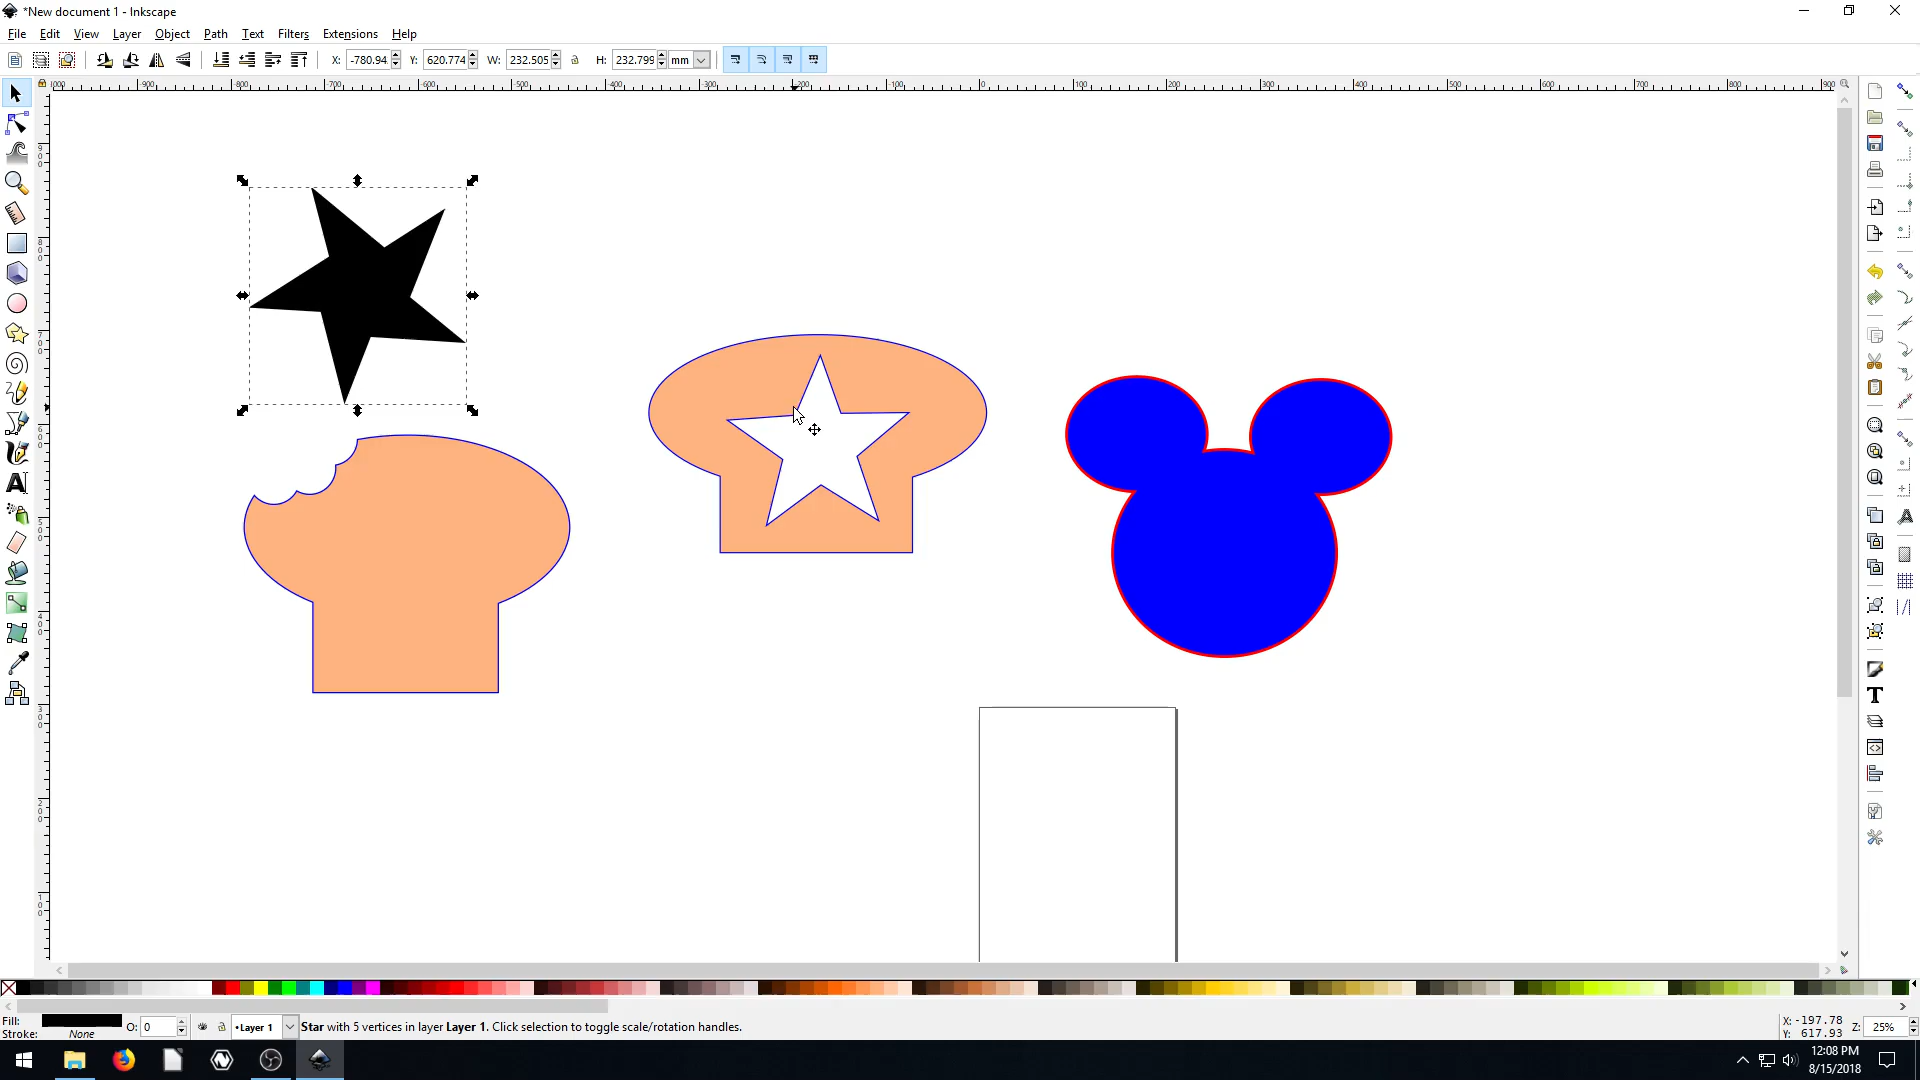 *New document 1 - Inkscape
File Edit View Layer Object Path Text Filters Extensions Help
X: -780.94 Y: 620.774 W: 232.505 H: 232.799 mm
Fill:
Stroke: None
O: 0
•Layer 1
Star with 5 vertices in layer Layer 1. Click selection to toggle scale/rotation handles.
X: -197.78
Y: 617.93
Z: 25%
12:08 PM
8/15/2018